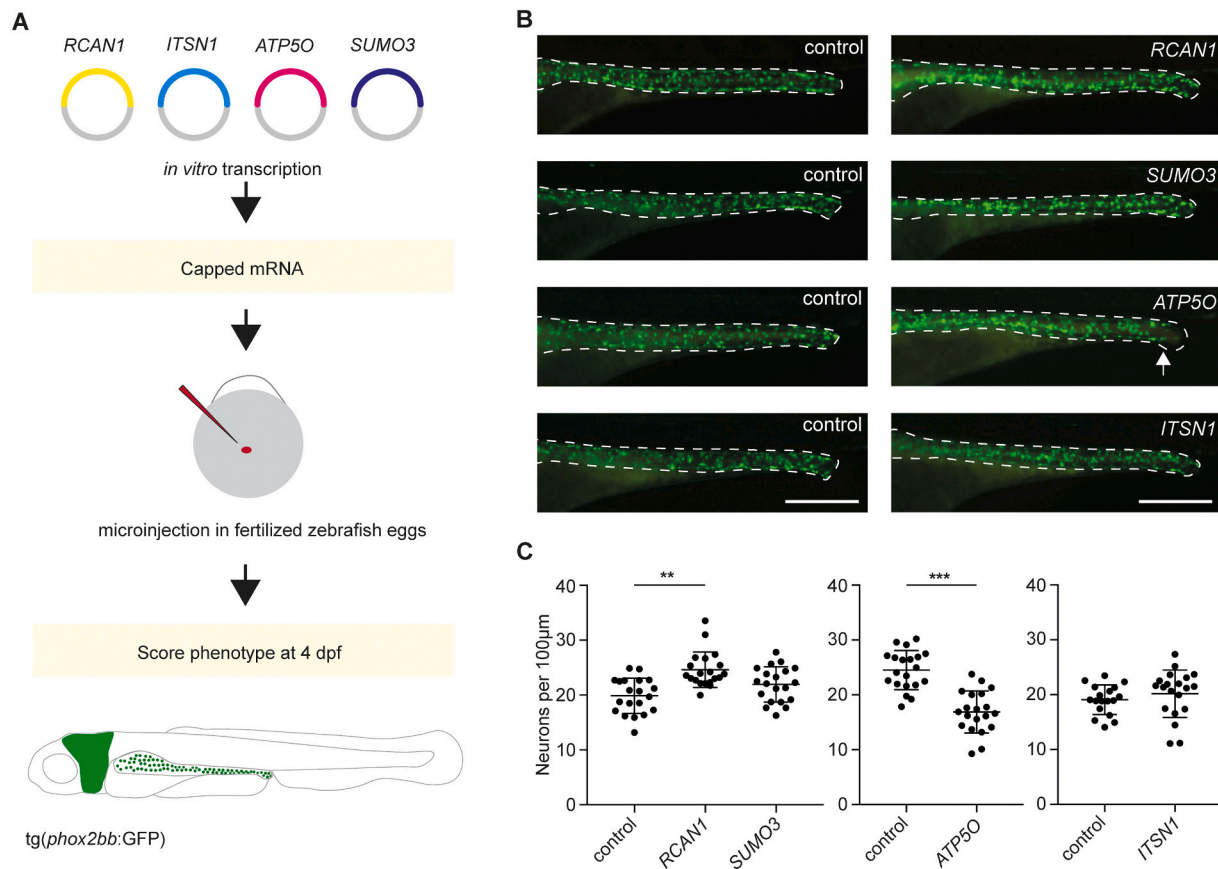 A
RCAN1 ITSN1 ATP5O SUMO3
in vitro transcription
Capped mRNA
microinjection in fertilized zebrafish eggs
Score phenotype at 4 dpf
tg(phox2bb:GFP)
B
control RCAN1
control SUMO3
control ATP5O
control ITSN1
C
Neurons per 100µm
40
30
20
10
0
**
control RCAN1 SUMO3
40
30
20
10
0
***
control ATP5O
40
30
20
10
0
control ITSN1